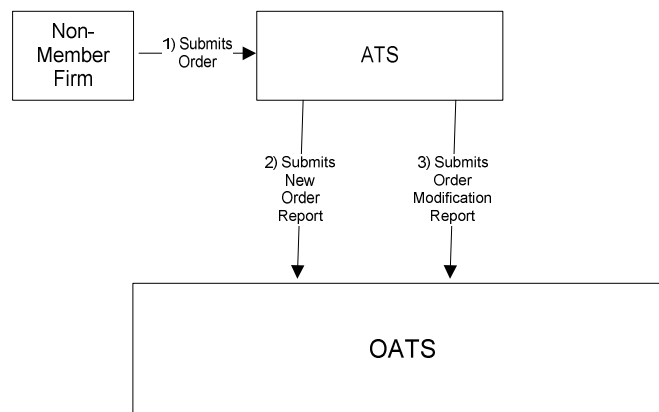 Non-
Member
Firm
1) Submits
Order
ATS
2) Submits
New
Order
Report
3) Submits
Order
Modification
Report
OATS